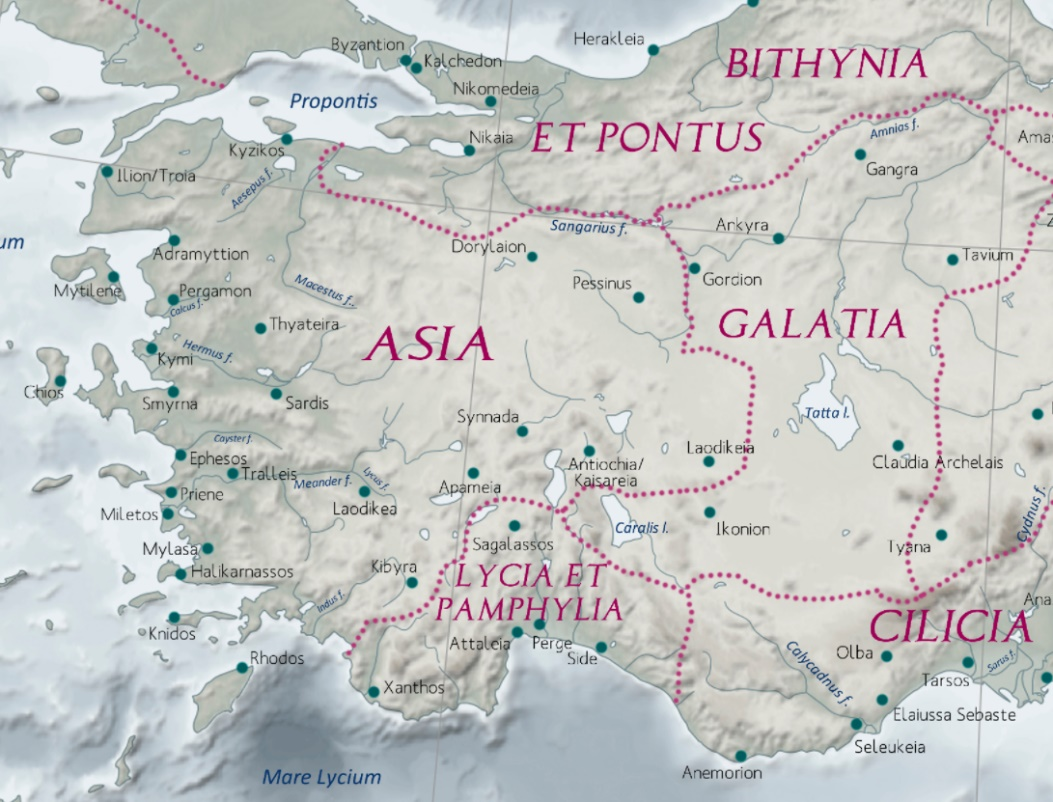 Herakleia
Byzantion
Kalchedon
BITHYNIA
Nikomedeia
Propontis
ET PONTUS
Nikaia
Amnias f.
Ama
Kyzikos
Gangra
Ilion/Troia
Aesepus f.
Sangarius f.
Ankyra
um
Adramyttion
Dorylaion
Tavium
Gordion
Mytilene
Pergamon
Macestus f..
Pessinus
Caicus f.
Thyateira
ASIA
GALATIA
Kymi
Hermus f.
Chios
Smyrna
Sardis
Tatta l.
Synnada
Cayster f.
Ephesos
Laodikeia
Claudia Archelais
Tralleis
Antiochia/
Kaisareia
Meander f.
Lycus f.
Apameia
Priene
Laodikea
Miletos
Caralis l.
Ikonion
Cydnus f.
Sagalassos
Mylasa
Tyana
Halikarnassos
Kibyra
LYCIA ET
PAMPHYLIA
Indus f.
Ana
Knidos
CILICIA
Attaleia
Perge
Side
Olba
Rhodos
Calycadnus f.
Sarus f.
Tarsos
Xanthos
Elaiussa Sebaste
Seleukeia
Mare Lycium
Anemorion